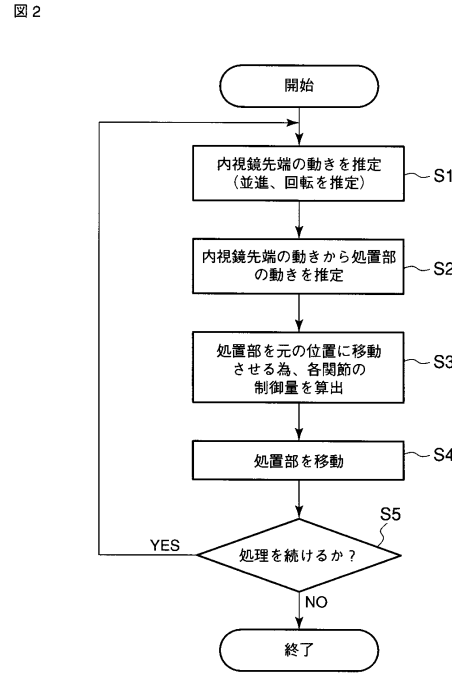 図2
開始
内視鏡先端の動きを推定
（並進、回転を推定）
S1
内視鏡先端の動きから処置部
の動きを推定
S2
処置部を元の位置に移動
させる為、各関節の
制御量を算出
S3
処置部を移動
S4
S5
処理を続けるか？
YES
NO
終了